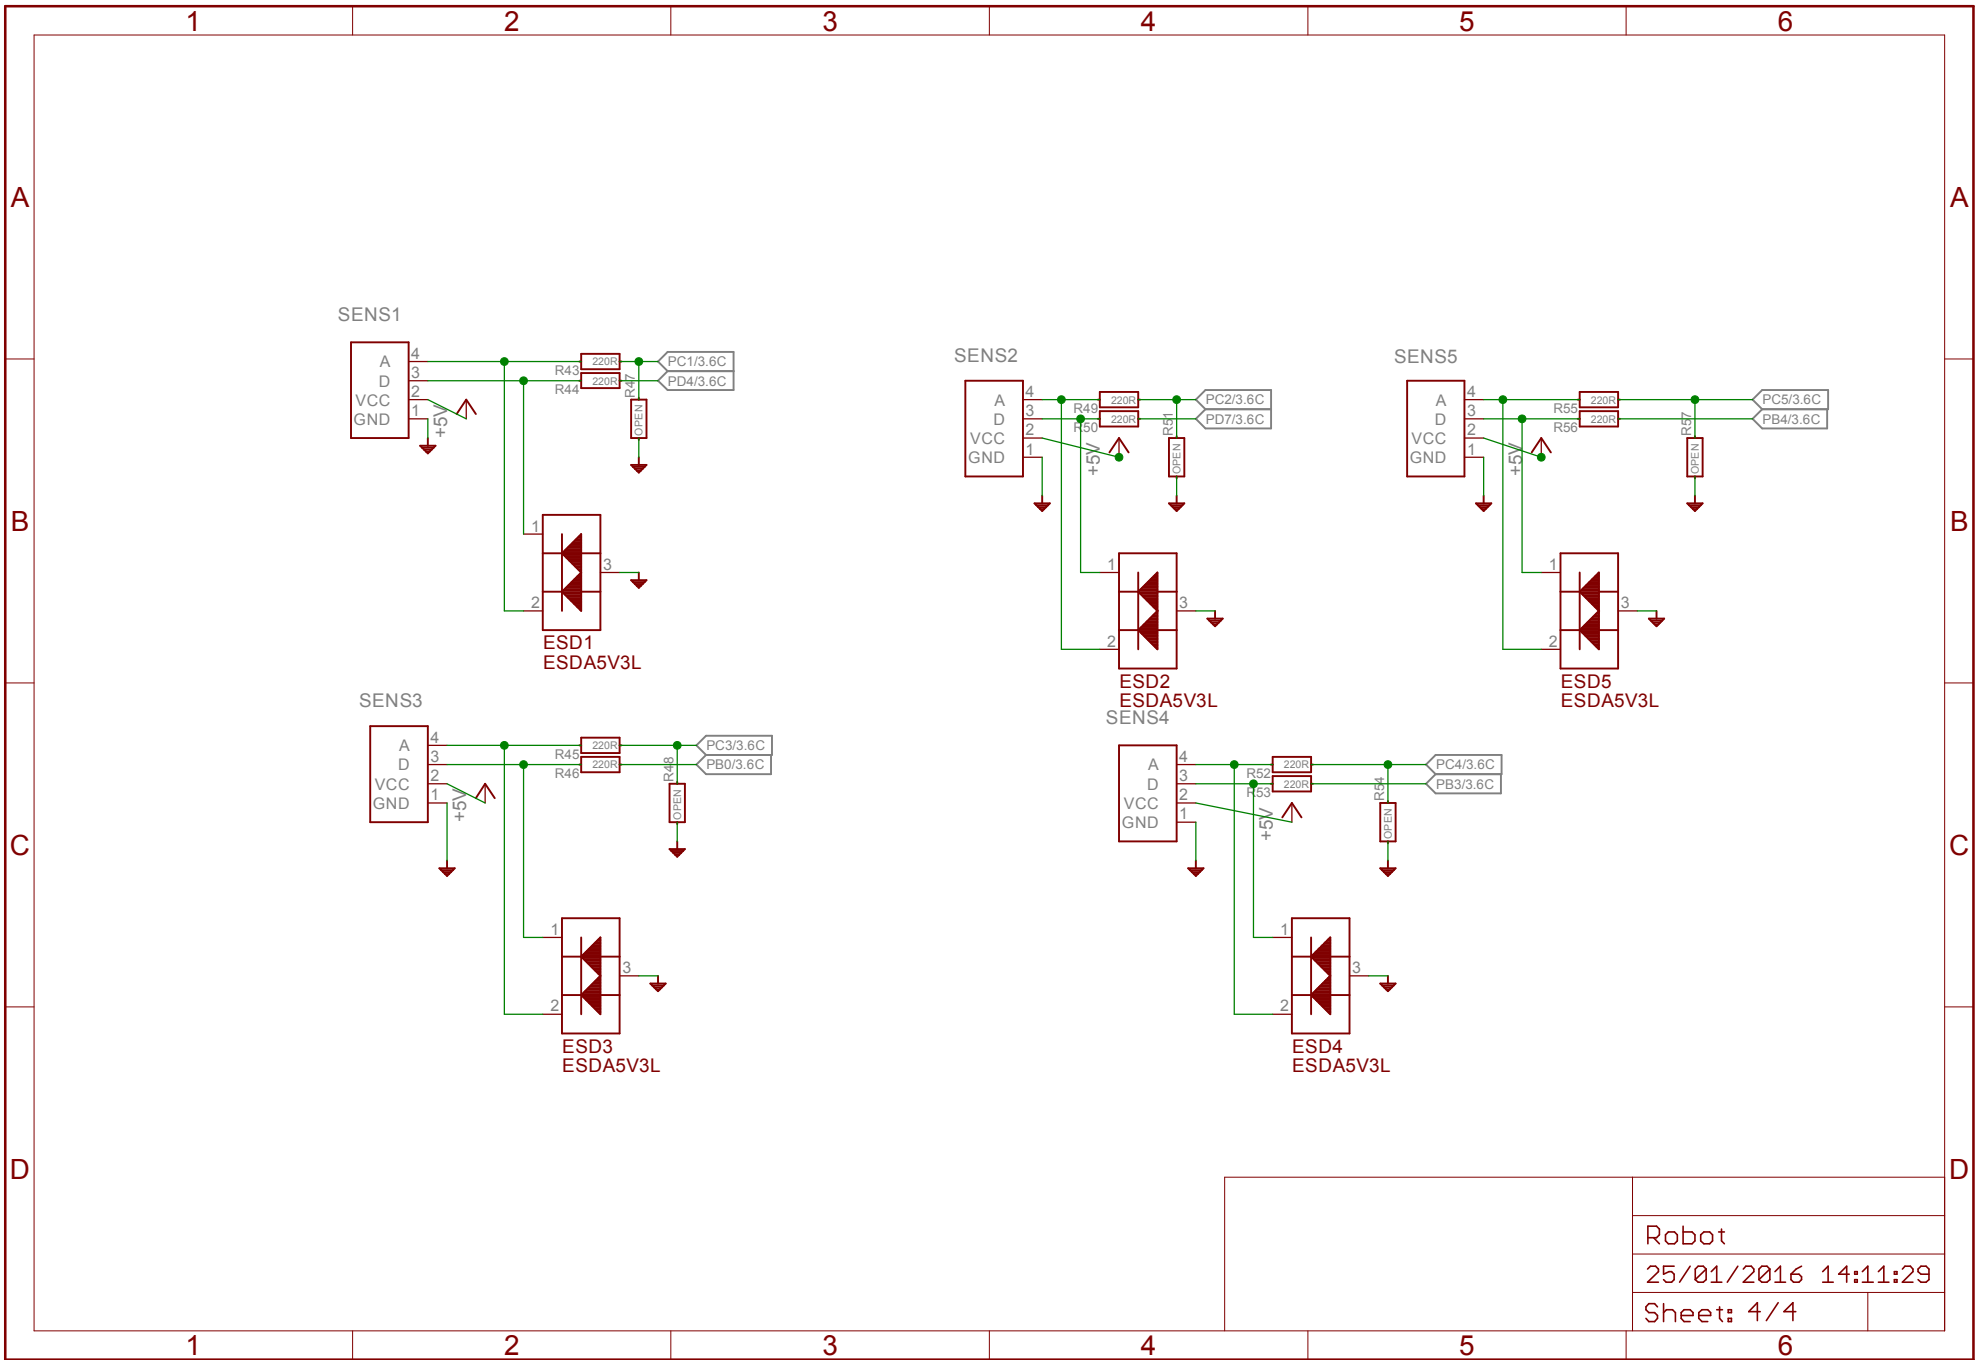 1 2 3 4 5 6
A A
B B
C C
D D
SENS1
A 4
D 3
VCC 2
GND 1
+5V
220R
R43
220R
R44
R47
OPEN
PC1/3.6C
PD4/3.6C
1
2
3
ESD1
ESDA5V3L
SENS2
A 4
D 3
VCC 2
GND 1
+5V
220R
R49
220R
R50
R51
OPEN
PC2/3.6C
PD7/3.6C
1
2
3
ESD2
ESDA5V3L
SENS5
A 4
D 3
VCC 2
GND 1
+5V
220R
R55
220R
R56
R57
OPEN
PC5/3.6C
PB4/3.6C
1
2
3
ESD5
ESDA5V3L
SENS3
A 4
D 3
VCC 2
GND 1
+5V
220R
R45
220R
R46
R48
OPEN
PC3/3.6C
PB0/3.6C
1
2
3
ESD3
ESDA5V3L
SENS4
A 4
D 3
VCC 2
GND 1
+5V
220R
R52
220R
R53
R54
OPEN
PC4/3.6C
PB3/3.6C
1
2
3
ESD4
ESDA5V3L
Robot
25/01/2016 14:11:29
Sheet: 4/4
1 2 3 4 5 6